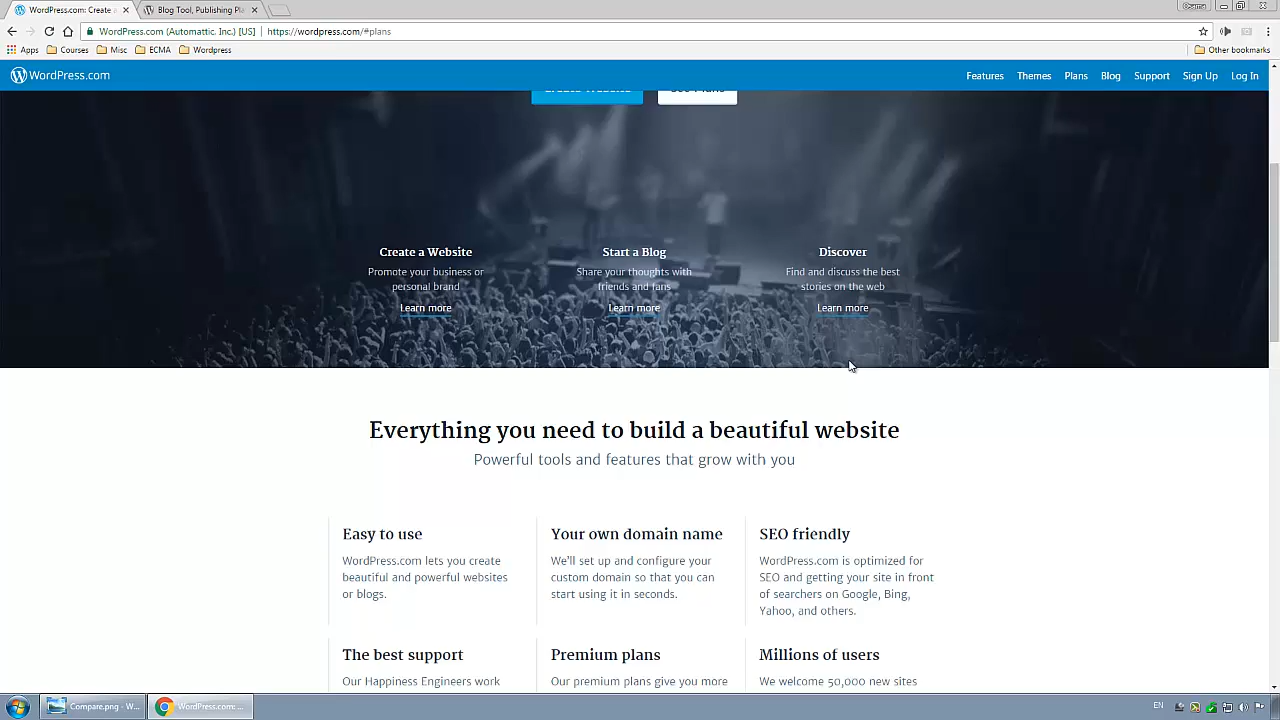 WordPress.com: Create a
Blog Tool, Publishing Pla
WordPress.com (Automattic, Inc.) [US]
https://wordpress.com/#plans
Apps
Courses
Misc
ECMA
Wordpress
Other bookmarks
WordPress.com
Features
Themes
Plans
Blog
Support
Sign Up
Log In
Create a Website
Promote your business or
personal brand
Learn more
Start a Blog
Share your thoughts with
friends and fans
Learn more
Discover
Find and discuss the best
stories on the web
Learn more
Everything you need to build a beautiful website
Powerful tools and features that grow with you
Easy to use
WordPress.com lets you create
beautiful and powerful websites
or blogs.
Your own domain name
We'll set up and configure your
custom domain so that you can
start using it in seconds.
SEO friendly
WordPress.com is optimized for
SEO and getting your site in front
of searchers on Google, Bing,
Yahoo, and others.
The best support
Our Happiness Engineers work
Premium plans
Our premium plans give you more
Millions of users
We welcome 50,000 new sites
Compare.png - W...
WordPress.com: ...
EN